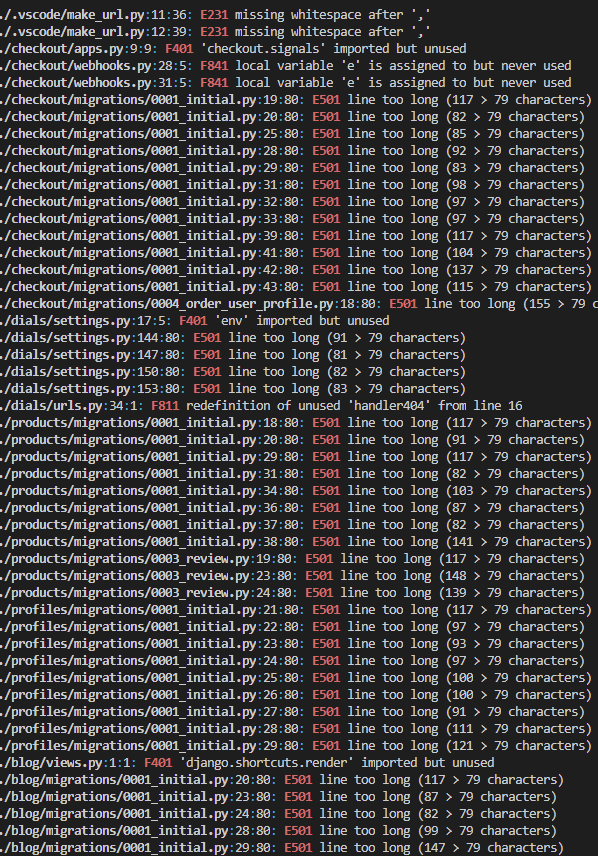 ./.vscode/make_url.py:11:36: E231 missing whitespace after ','
./.vscode/make_url.py:12:39: E231 missing whitespace after ','
./checkout/apps.py:9:9: F401 'checkout.signals' imported but unused
./checkout/webhooks.py:28:5: F841 local variable 'e' is assigned to but never used
./checkout/webhooks.py:31:5: F841 local variable 'e' is assigned to but never used
./checkout/migrations/0001_initial.py:19:80: E501 line too long (117 > 79 characters)
./checkout/migrations/0001_initial.py:20:80: E501 line too long (82 > 79 characters)
./checkout/migrations/0001_initial.py:25:80: E501 line too long (85 > 79 characters)
./checkout/migrations/0001_initial.py:28:80: E501 line too long (92 > 79 characters)
./checkout/migrations/0001_initial.py:29:80: E501 line too long (83 > 79 characters)
./checkout/migrations/0001_initial.py:31:80: E501 line too long (98 > 79 characters)
./checkout/migrations/0001_initial.py:32:80: E501 line too long (97 > 79 characters)
./checkout/migrations/0001_initial.py:33:80: E501 line too long (97 > 79 characters)
./checkout/migrations/0001_initial.py:39:80: E501 line too long (117 > 79 characters)
./checkout/migrations/0001_initial.py:41:80: E501 line too long (104 > 79 characters)
./checkout/migrations/0001_initial.py:42:80: E501 line too long (137 > 79 characters)
./checkout/migrations/0001_initial.py:43:80: E501 line too long (115 > 79 characters)
./checkout/migrations/0004_order_user_profile.py:18:80: E501 line too long (155 > 79 c
./dials/settings.py:17:5: F401 'env' imported but unused
./dials/settings.py:144:80: E501 line too long (91 > 79 characters)
./dials/settings.py:147:80: E501 line too long (81 > 79 characters)
./dials/settings.py:150:80: E501 line too long (82 > 79 characters)
./dials/settings.py:153:80: E501 line too long (83 > 79 characters)
./dials/urls.py:34:1: F811 redefinition of unused 'handler404' from line 16
./products/migrations/0001_initial.py:18:80: E501 line too long (117 > 79 characters)
./products/migrations/0001_initial.py:20:80: E501 line too long (91 > 79 characters)
./products/migrations/0001_initial.py:29:80: E501 line too long (117 > 79 characters)
./products/migrations/0001_initial.py:31:80: E501 line too long (82 > 79 characters)
./products/migrations/0001_initial.py:34:80: E501 line too long (103 > 79 characters)
./products/migrations/0001_initial.py:36:80: E501 line too long (87 > 79 characters)
./products/migrations/0001_initial.py:37:80: E501 line too long (82 > 79 characters)
./products/migrations/0001_initial.py:38:80: E501 line too long (141 > 79 characters)
./products/migrations/0003_review.py:19:80: E501 line too long (117 > 79 characters)
./products/migrations/0003_review.py:23:80: E501 line too long (148 > 79 characters)
./products/migrations/0003_review.py:24:80: E501 line too long (139 > 79 characters)
./profiles/migrations/0001_initial.py:21:80: E501 line too long (117 > 79 characters)
./profiles/migrations/0001_initial.py:22:80: E501 line too long (97 > 79 characters)
./profiles/migrations/0001_initial.py:23:80: E501 line too long (93 > 79 characters)
./profiles/migrations/0001_initial.py:24:80: E501 line too long (97 > 79 characters)
./profiles/migrations/0001_initial.py:25:80: E501 line too long (100 > 79 characters)
./profiles/migrations/0001_initial.py:26:80: E501 line too long (100 > 79 characters)
./profiles/migrations/0001_initial.py:27:80: E501 line too long (91 > 79 characters)
./profiles/migrations/0001_initial.py:28:80: E501 line too long (111 > 79 characters)
./profiles/migrations/0001_initial.py:29:80: E501 line too long (121 > 79 characters)
./blog/views.py:1:1: F401 'django.shortcuts.render' imported but unused
./blog/migrations/0001_initial.py:20:80: E501 line too long (117 > 79 characters)
./blog/migrations/0001_initial.py:23:80: E501 line too long (87 > 79 characters)
./blog/migrations/0001_initial.py:24:80: E501 line too long (82 > 79 characters)
./blog/migrations/0001_initial.py:28:80: E501 line too long (99 > 79 characters)
./blog/migrations/0001_initial.py:29:80: E501 line too long (147 > 79 characters)